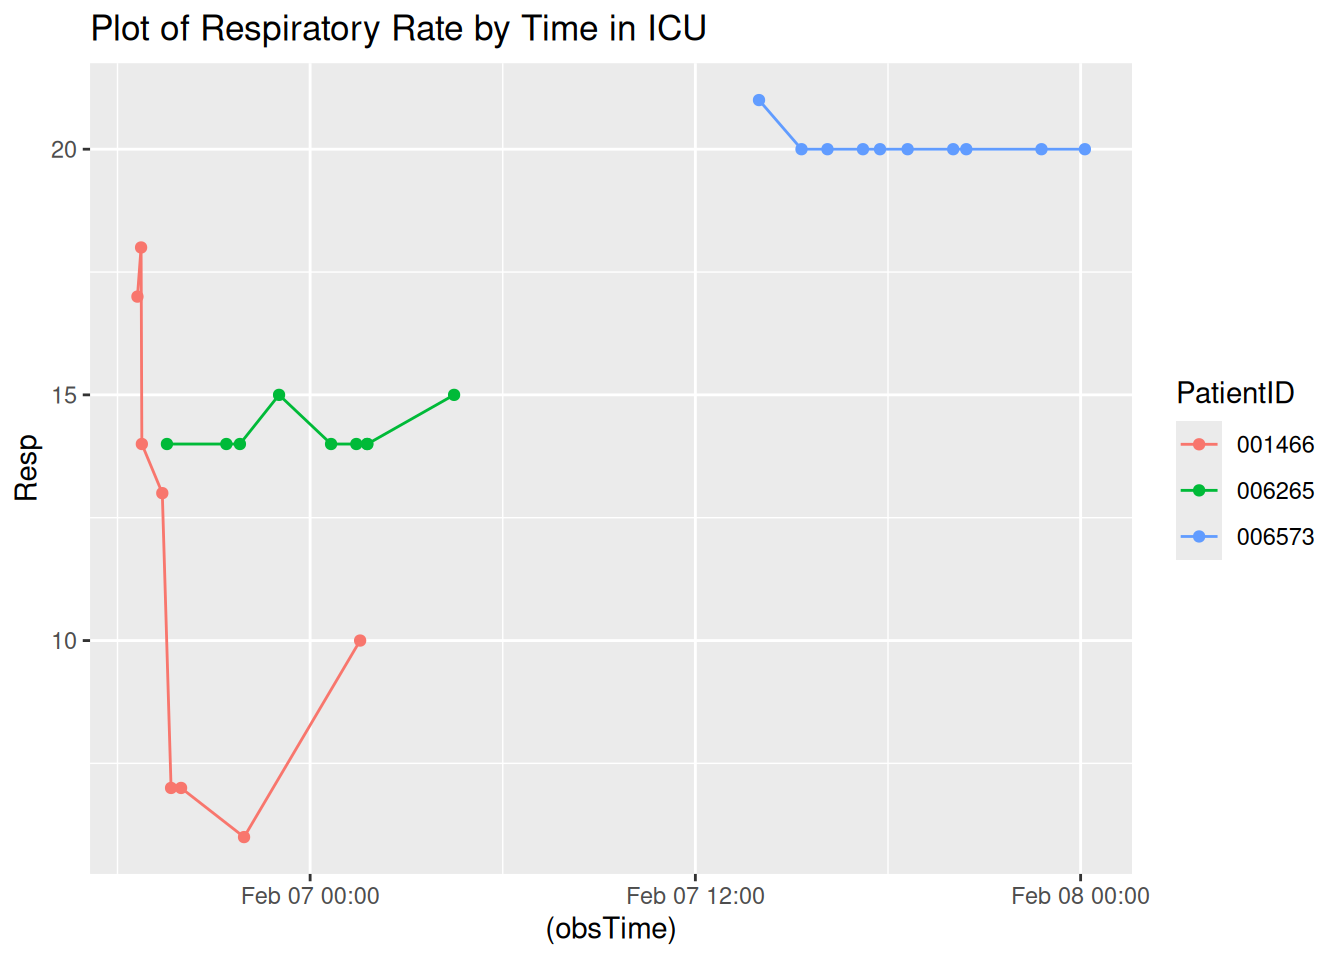 Plot of Respiratory Rate by Time in ICU
20
15
10
Resp
Feb 07 00:00
Feb 07 12:00
Feb 08 00:00
(obsTime)
PatientID
001466
006265
006573